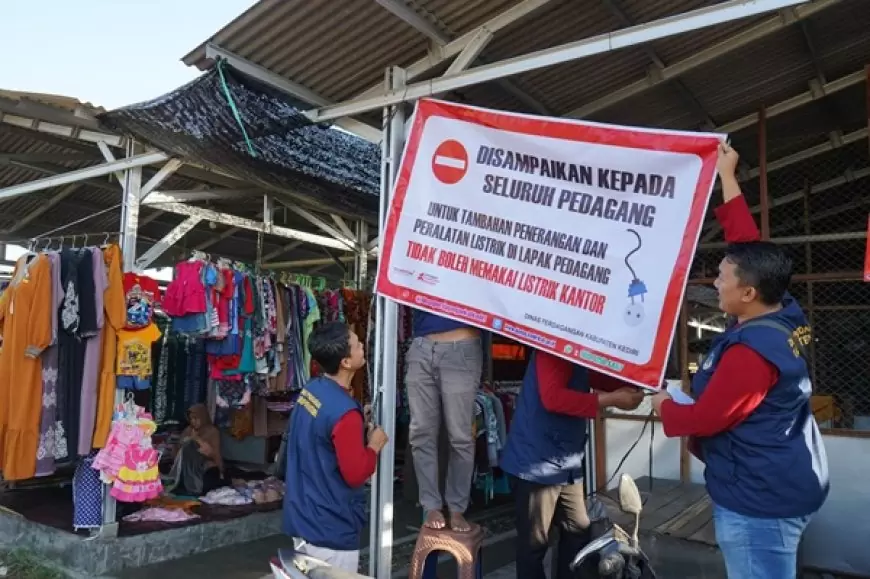 DISAMPAIKAN KEPADA
SELURUH PEDAGANG
UNTUK TAMBAHAN PENERANGAN DAN
PERALATAN LISTRIK DI LAPAK PEDAGANG
TIDAK BOLER MEMAKAI LISTRIK KANTOR
DINAS PERDAGANGAN KABUPATEN KEDIRI